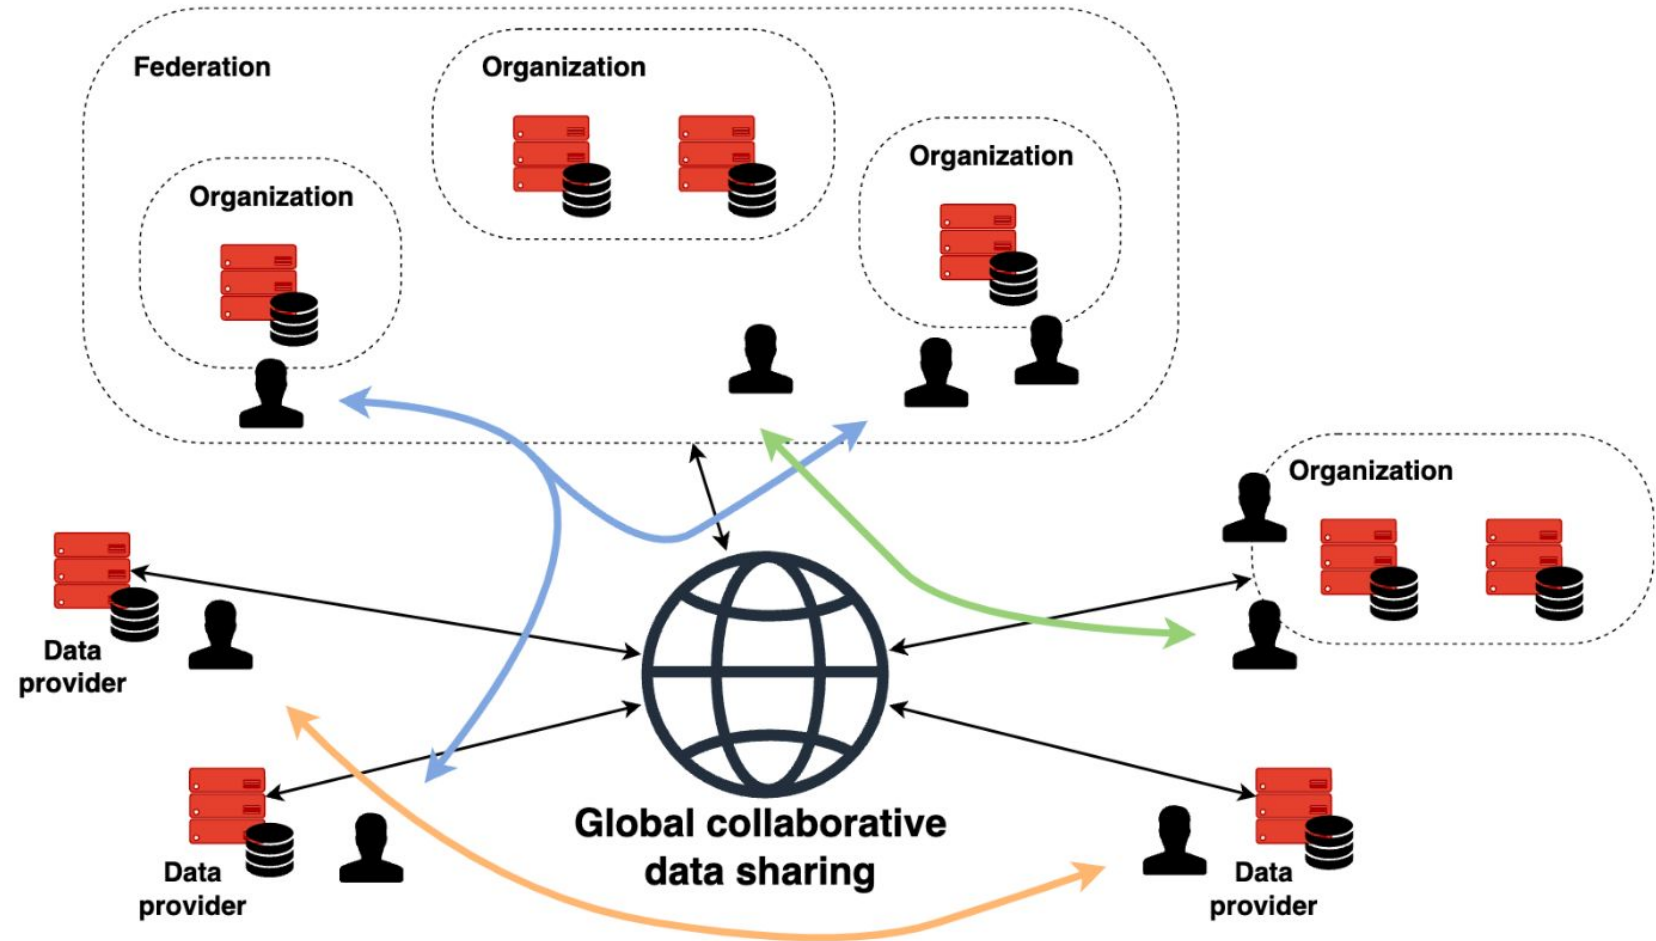 Federation
Organization
Organization
Organization
Organization
Data
provider
Data
provider
Global collaborative
data sharing
Data
provider